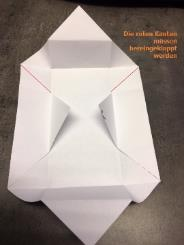 Die roten Kanten
müssen
hereingeklappt
werden